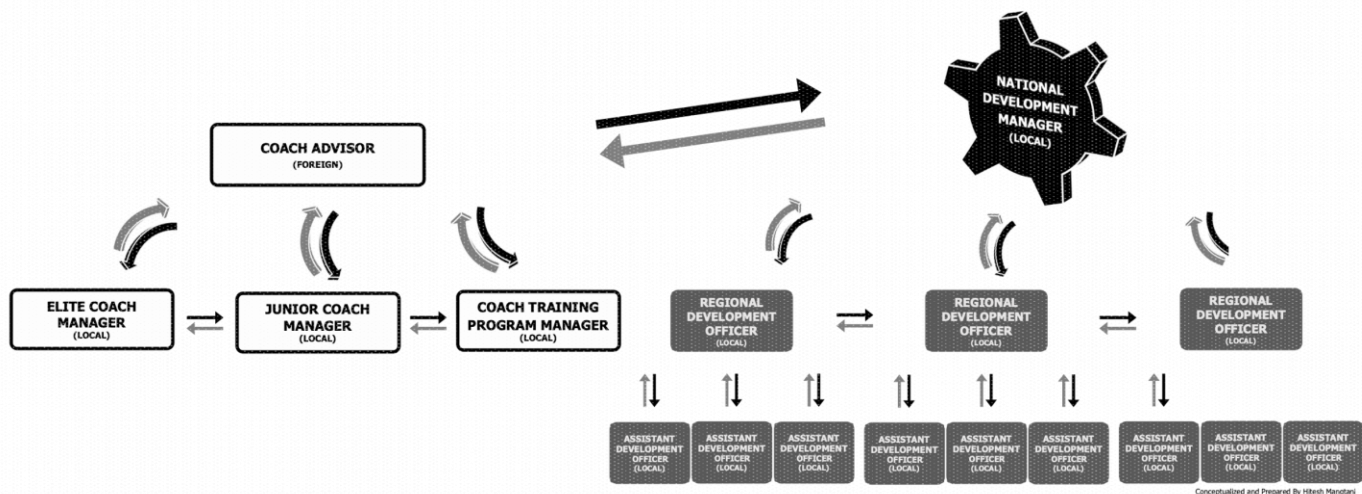 NATIONAL
DEVELOPMENT
MANAGER
(LOCAL)
COACH ADVISOR
(FOREIGN)
ELITE COACH
MANAGER
(LOCAL)
JUNIOR COACH
MANAGER
(LOCAL)
COACH TRAINING
PROGRAM MANAGER
(LOCAL)
REGIONAL
DEVELOPMENT
OFFICER
(LOCAL)
REGIONAL
DEVELOPMENT
OFFICER
(LOCAL)
REGIONAL
DEVELOPMENT
OFFICER
(LOCAL)
ASSISTANT
DEVELOPMENT
OFFICER
(LOCAL)
ASSISTANT
DEVELOPMENT
OFFICER
(LOCAL)
ASSISTANT
DEVELOPMENT
OFFICER
(LOCAL)
ASSISTANT
DEVELOPMENT
OFFICER
(LOCAL)
ASSISTANT
DEVELOPMENT
OFFICER
(LOCAL)
ASSISTANT
DEVELOPMENT
OFFICER
(LOCAL)
ASSISTANT
DEVELOPMENT
OFFICER
(LOCAL)
ASSISTANT
DEVELOPMENT
OFFICER
(LOCAL)
ASSISTANT
DEVELOPMENT
OFFICER
(LOCAL)
Conceptualized and Prepared By Hitesh Mangtani